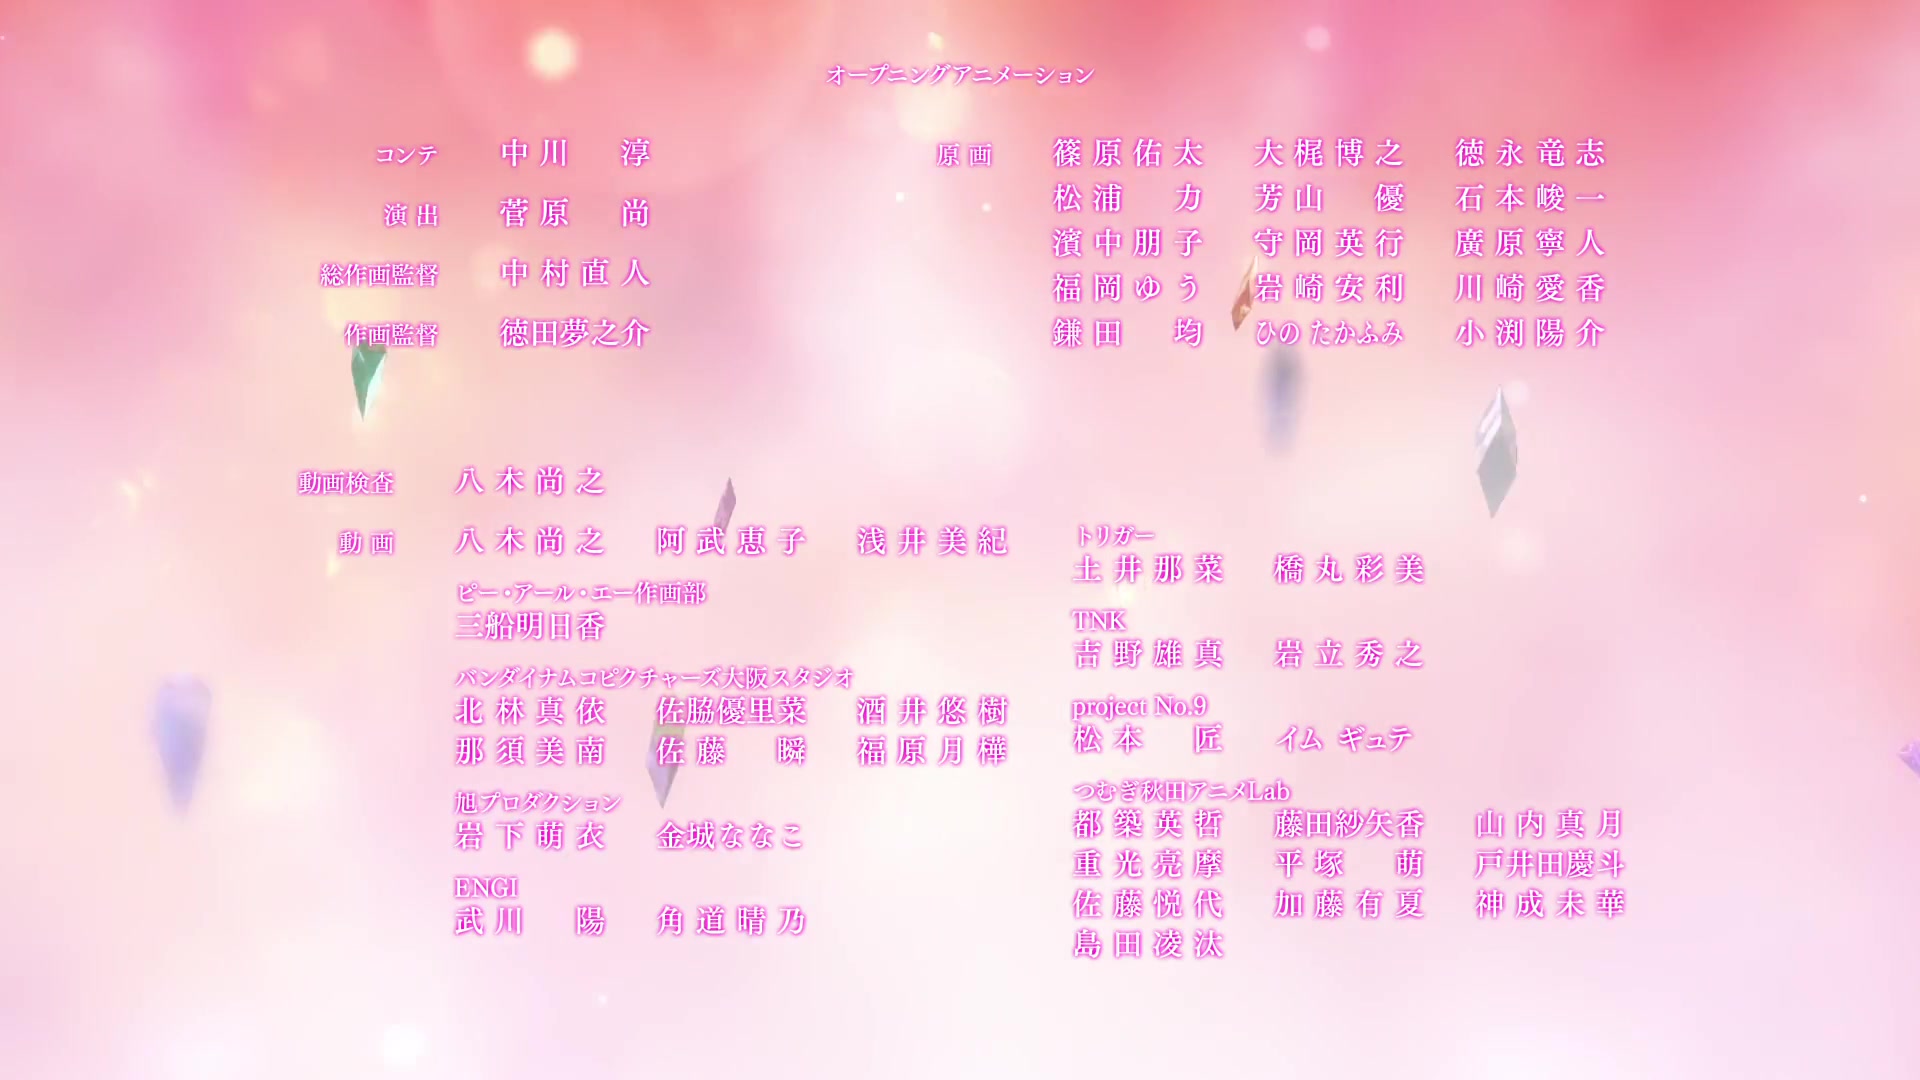 オープニングアニメーション
コンテ 中川 淳
演出 菅原 尚
総作画監督 中村直人
作画監督 徳田夢之介
原画 篠原佑太 大梶博之 徳永竜志
松浦 力 芳山 優 石本峻一
濱中朋子 守岡英行 廣原寧人
福岡ゆう 岩崎安利 川崎愛香
鎌田 均 ひの たかふみ 小渕陽介
動画検査 八木尚之
動画 八木尚之 阿武恵子 浅井美紀
ピー・アール・エー作画部
三船明日香
バンダイナムコピクチャーズ大阪スタジオ
北林真依 佐脇優里菜 酒井悠樹
那須美南 佐藤 瞬 福原月樺
旭プロダクション
岩下萌衣 金城ななこ
ENGI
武川 陽 角道晴乃
トリガー
土井那菜 橋丸彩美
TNK
吉野雄真 岩立秀之
project No.9
松本 匠 イム ギュテ
つむぎ秋田アニメLab
都築英哲 藤田紗矢香 山内真月
重光亮摩 平塚 萌 戸井田慶斗
佐藤悦代 加藤有夏 神成未華
島田凌汰